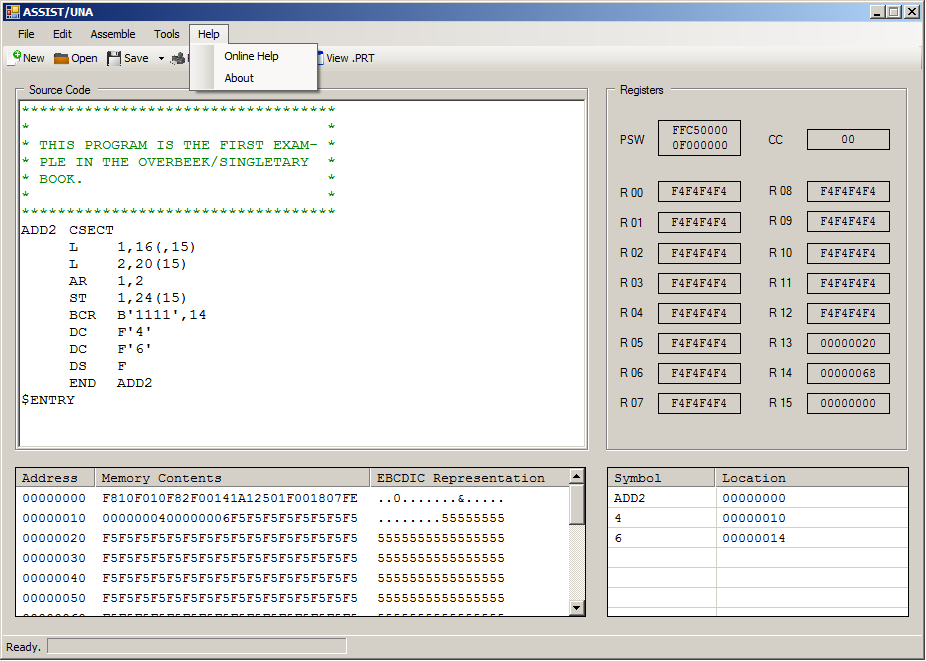 ASSIST/UNA
File Edit Assemble Tools Help
New Open Save View .PRT
Online Help
About
Source Code
***********************************
* *
* THIS PROGRAM IS THE FIRST EXAM- *
* PLE IN THE OVERBEEK/SINGLETARY *
* BOOK. *
* *
***********************************
ADD2 CSECT
L 1,16(,15)
L 2,20(15)
AR 1,2
ST 1,24(15)
BCR B'1111',14
DC F'4'
DC F'6'
DS F
END ADD2
$ENTRY
Registers
PSW FFC50000 0F000000 CC 00
R 00 F4F4F4F4 R 08 F4F4F4F4
R 01 F4F4F4F4 R 09 F4F4F4F4
R 02 F4F4F4F4 R 10 F4F4F4F4
R 03 F4F4F4F4 R 11 F4F4F4F4
R 04 F4F4F4F4 R 12 F4F4F4F4
R 05 F4F4F4F4 R 13 00000020
R 06 F4F4F4F4 R 14 00000068
R 07 F4F4F4F4 R 15 00000000
Address Memory Contents EBCDIC Representation
00000000 F810F010F82F00141A12501F001807FE ..0.......&.....
00000010 0000000400000006F5F5F5F5F5F5F5F5 ........55555555
00000020 F5F5F5F5F5F5F5F5F5F5F5F5F5F5F5F5 5555555555555555
00000030 F5F5F5F5F5F5F5F5F5F5F5F5F5F5F5F5 5555555555555555
00000040 F5F5F5F5F5F5F5F5F5F5F5F5F5F5F5F5 5555555555555555
00000050 F5F5F5F5F5F5F5F5F5F5F5F5F5F5F5F5 5555555555555555
Symbol Location
ADD2 00000000
4 00000010
6 00000014
Ready.